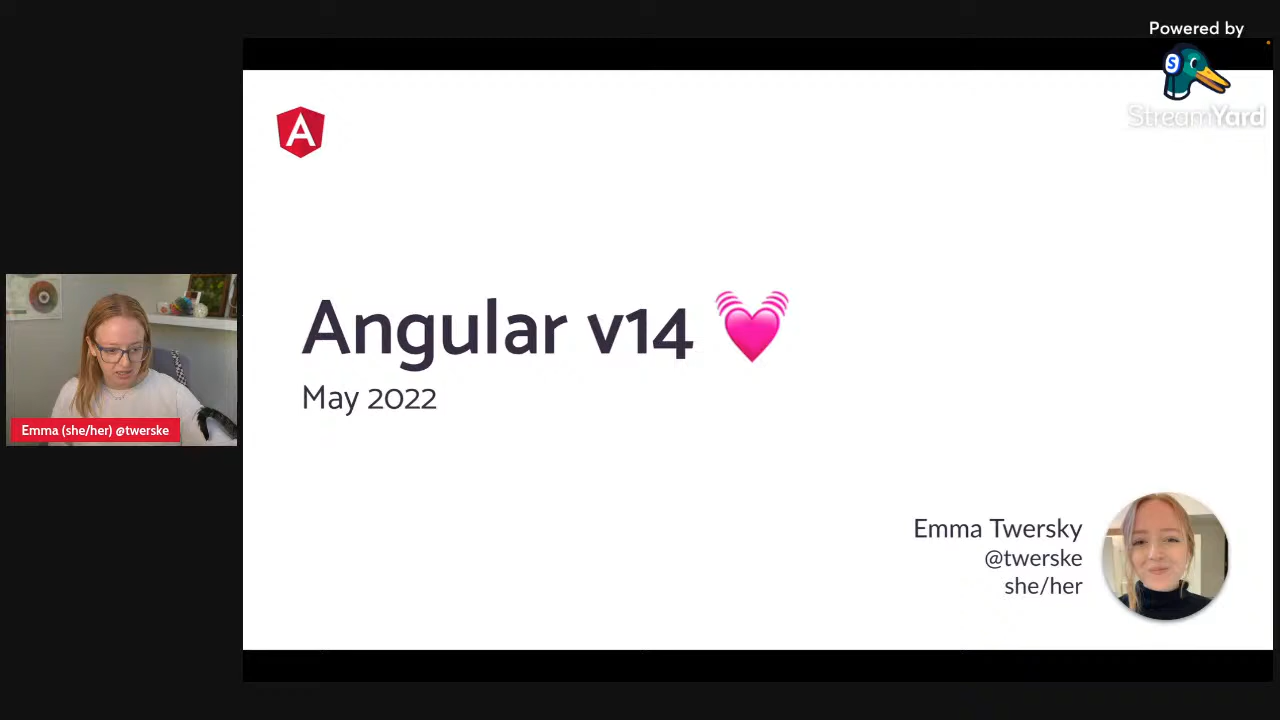 Powered by
S
StreamYard
A
Angular v14 💓
May 2022
Emma (she/her) @twerske
Emma Twersky
@twerske
she/her